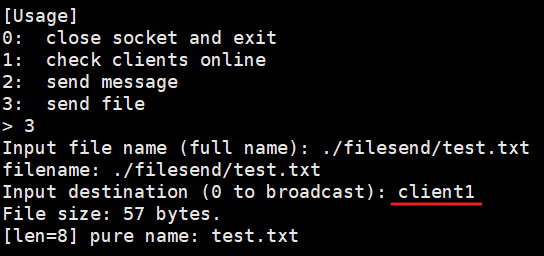 [Usage]
0:  close socket and exit
1:  check clients online
2:  send message
3:  send file
> 3
Input file name (full name): ./filesend/test.txt
filename: ./filesend/test.txt
Input destination (0 to broadcast): client1
File size: 57 bytes.
[len=8] pure name: test.txt